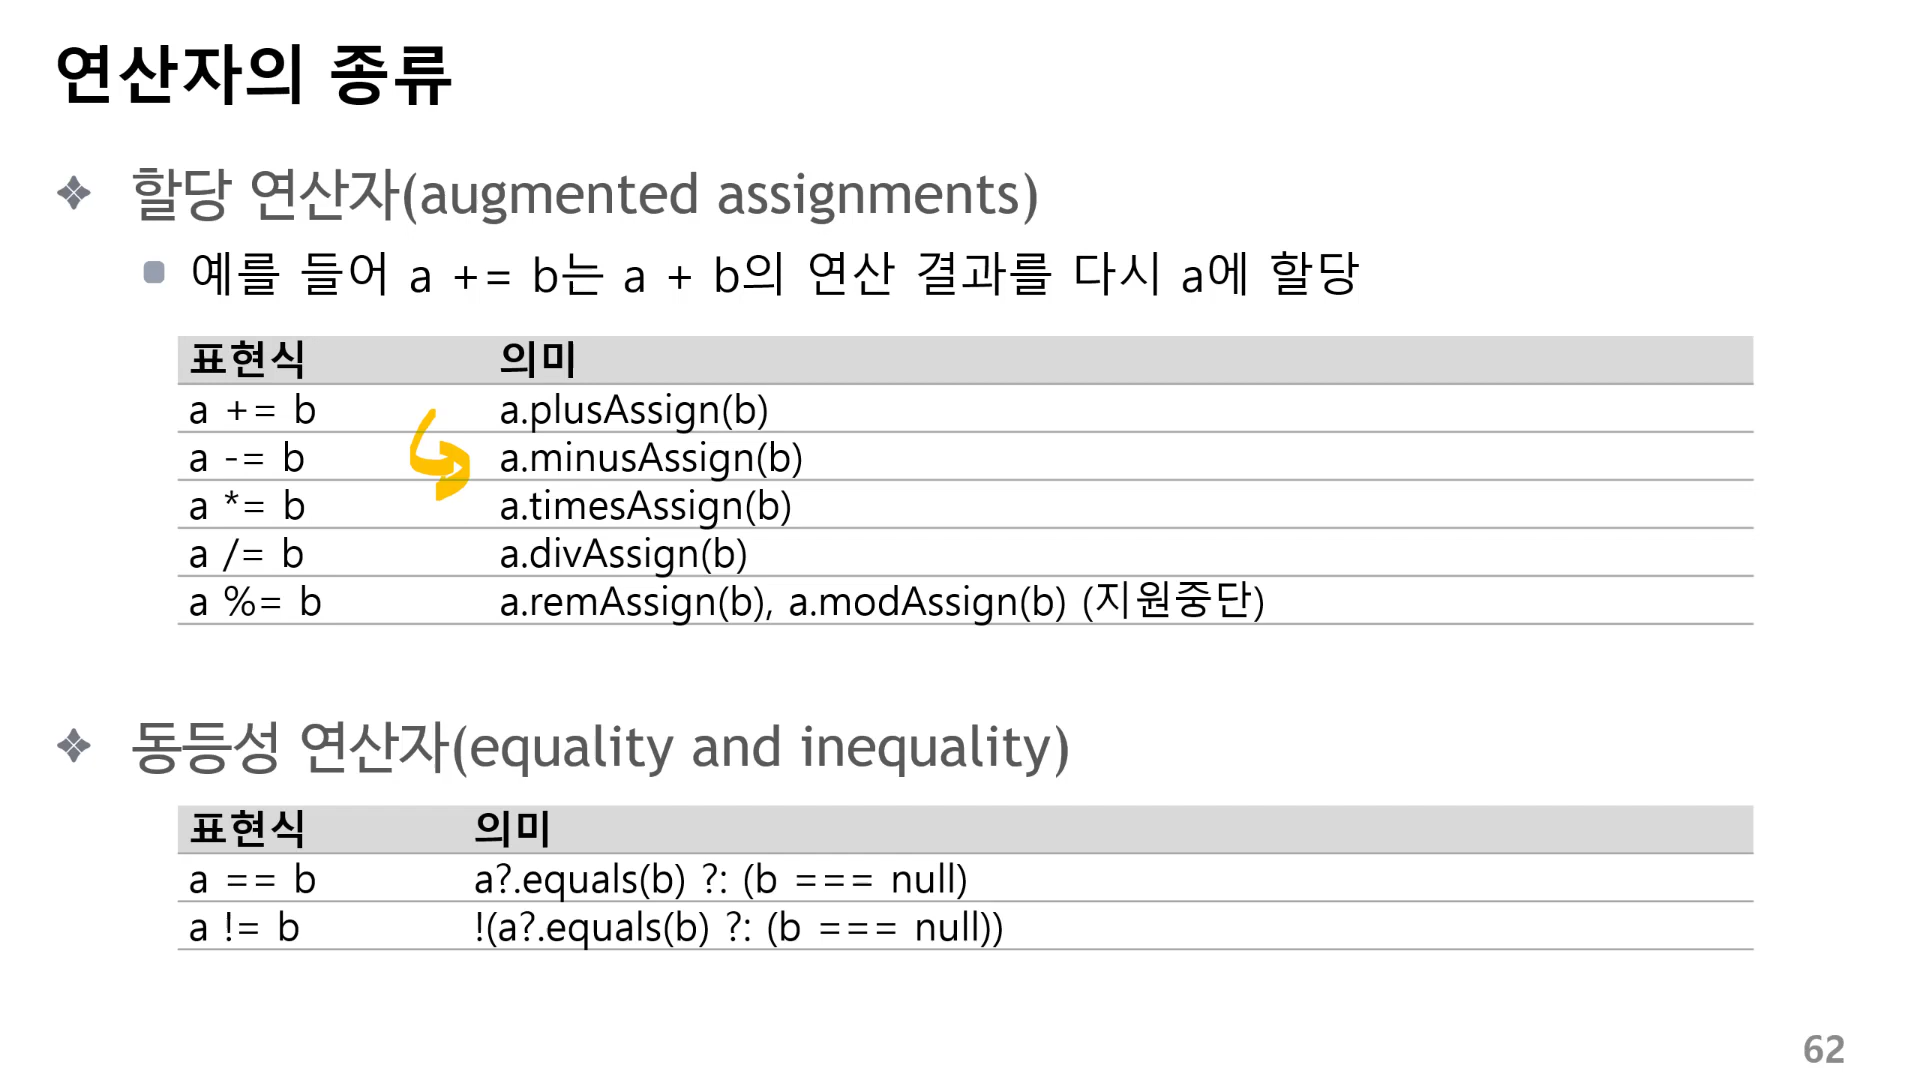 연산자의 종류
할당 연산자(augmented assignments)
예를 들어 a += b는 a + b의 연산 결과를 다시 a에 할당
표현식 의미
a += b a.plusAssign(b)
a -= b a.minusAssign(b)
a *= b a.timesAssign(b)
a /= b a.divAssign(b)
a %= b a.remAssign(b), a.modAssign(b) (지원중단)
동등성 연산자(equality and inequality)
표현식 의미
a == b a?.equals(b) ?: (b === null)
a != b !(a?.equals(b) ?: (b === null))
62